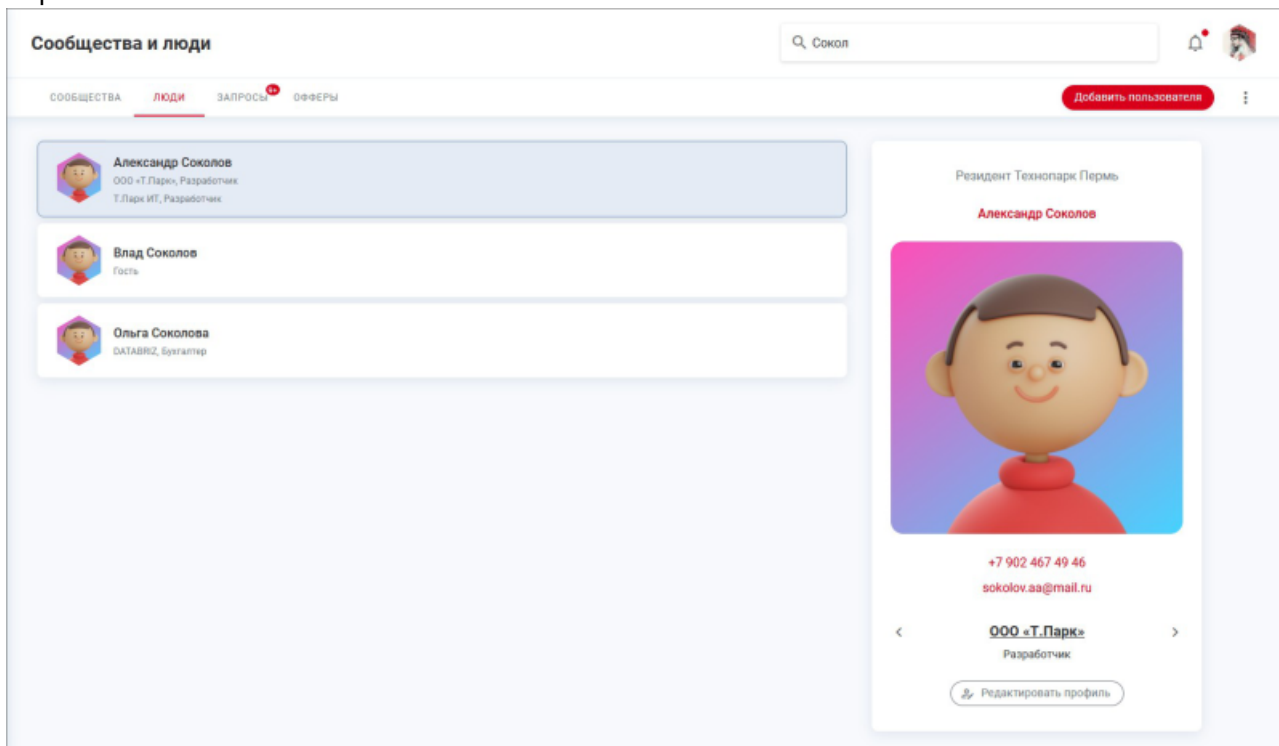 Сообщества и люди
Сокол
СООБЩЕСТВА ЛЮДИ ЗАПРОСЫ 9+ ОФФЕРЫ
Добавить пользователя
Александр Соколов
ООО «Т.Парк», Разработчик
Т.Парк ИТ, Разработчик
Влад Соколов
Гость
Ольга Соколова
DATABRIZ, Бухгалтер
Резидент Технопарк Пермь
Александр Соколов
+7 902 467 49 46
sokolov.aa@mail.ru
ООО «Т.Парк»
Разработчик
Редактировать профиль